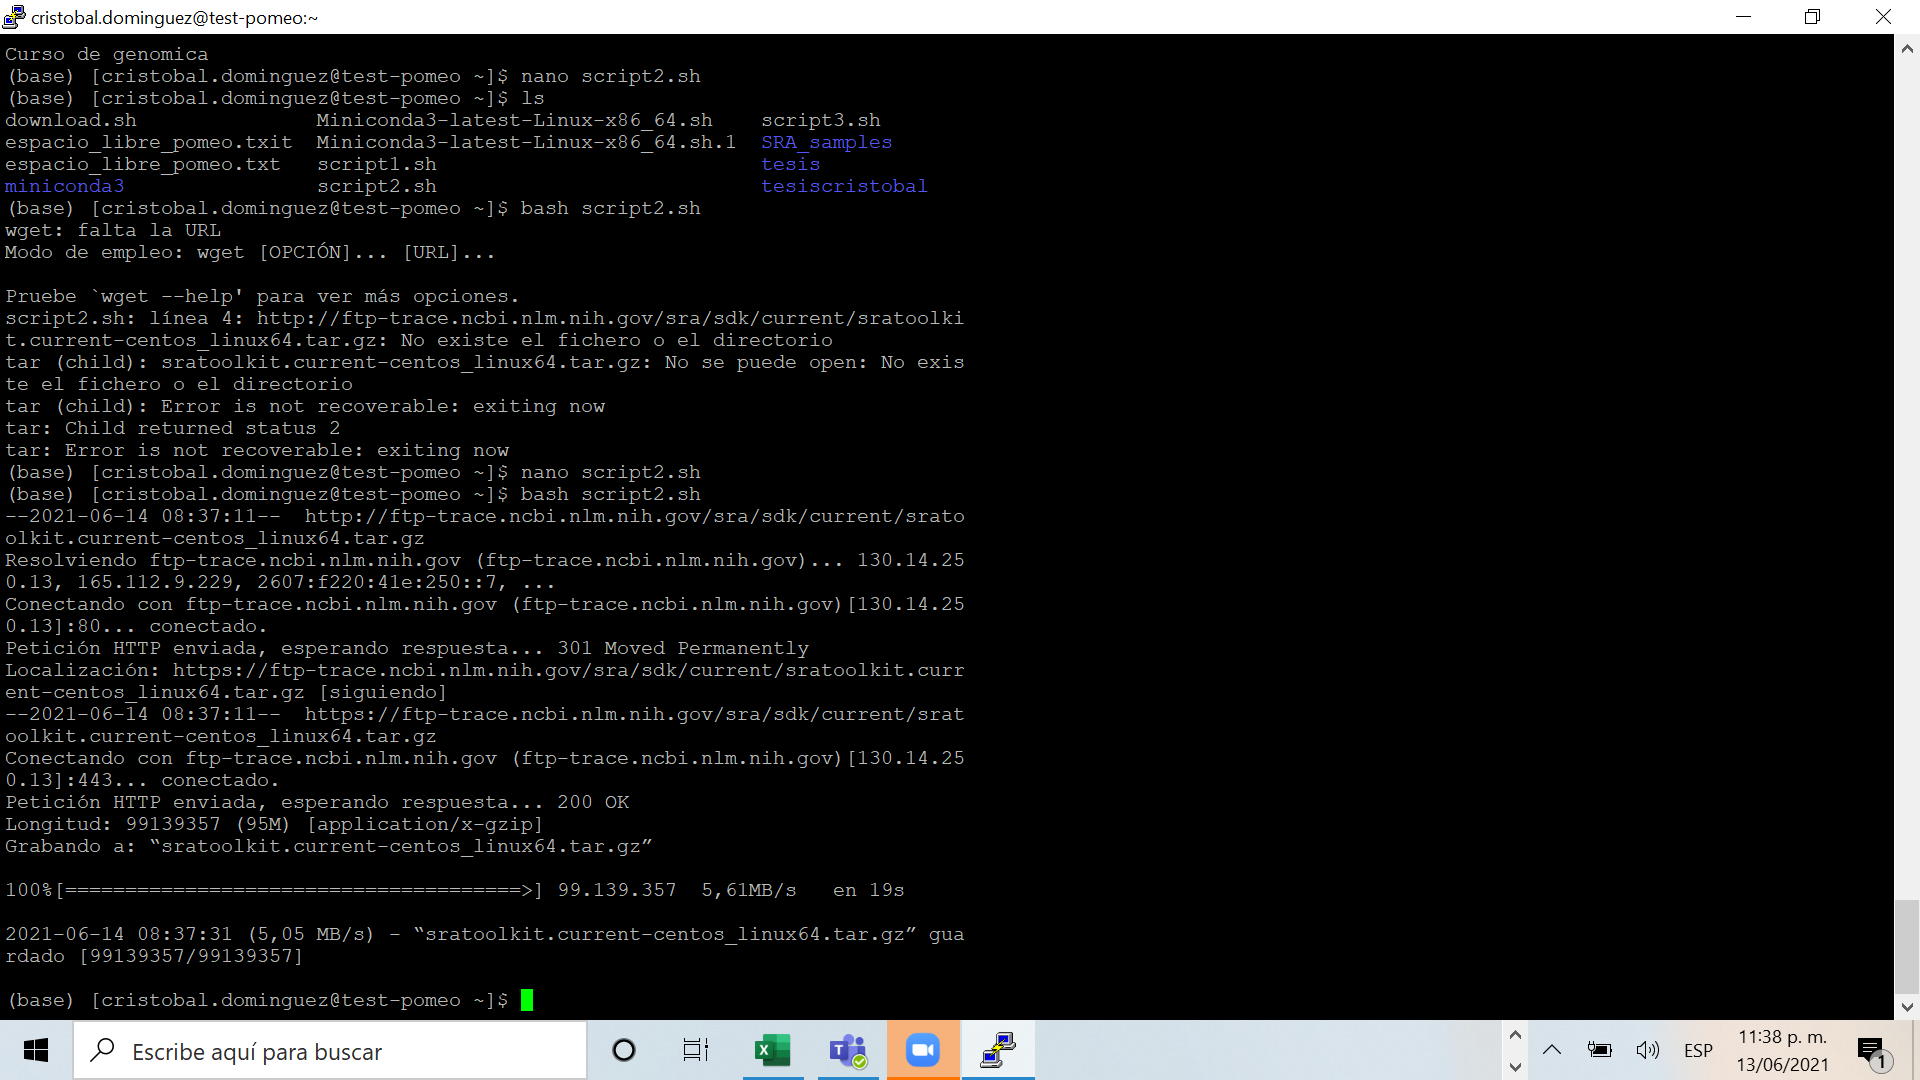 cristobal.dominguez@test-pomeo:~
Curso de genomica
(base) [cristobal.dominguez@test-pomeo ~]$ nano script2.sh
(base) [cristobal.dominguez@test-pomeo ~]$ ls
download.sh Miniconda3-latest-Linux-x86_64.sh script3.sh
espacio_libre_pomeo.txit Miniconda3-latest-Linux-x86_64.sh.1 SRA_samples
espacio_libre_pomeo.txt script1.sh tesis
miniconda3 script2.sh tesiscristobal
(base) [cristobal.dominguez@test-pomeo ~]$ bash script2.sh
wget: falta la URL
Modo de empleo: wget [OPCIÓN]... [URL]...
Pruebe `wget --help' para ver más opciones.
script2.sh: línea 4: http://ftp-trace.ncbi.nlm.nih.gov/sra/sdk/current/sratoolki
t.current-centos_linux64.tar.gz: No existe el fichero o el directorio
tar (child): sratoolkit.current-centos_linux64.tar.gz: No se puede open: No exis
te el fichero o el directorio
tar (child): Error is not recoverable: exiting now
tar: Child returned status 2
tar: Error is not recoverable: exiting now
(base) [cristobal.dominguez@test-pomeo ~]$ nano script2.sh
(base) [cristobal.dominguez@test-pomeo ~]$ bash script2.sh
--2021-06-14 08:37:11-- http://ftp-trace.ncbi.nlm.nih.gov/sra/sdk/current/srato
olkit.current-centos_linux64.tar.gz
Resolviendo ftp-trace.ncbi.nlm.nih.gov (ftp-trace.ncbi.nlm.nih.gov)... 130.14.25
0.13, 165.112.9.229, 2607:f220:41e:250::7, ...
Conectando con ftp-trace.ncbi.nlm.nih.gov (ftp-trace.ncbi.nlm.nih.gov)[130.14.25
0.13]:80... conectado.
Petición HTTP enviada, esperando respuesta... 301 Moved Permanently
Localización: https://ftp-trace.ncbi.nlm.nih.gov/sra/sdk/current/sratoolkit.curr
ent-centos_linux64.tar.gz [siguiendo]
--2021-06-14 08:37:11-- https://ftp-trace.ncbi.nlm.nih.gov/sra/sdk/current/srat
oolkit.current-centos_linux64.tar.gz
Conectando con ftp-trace.ncbi.nlm.nih.gov (ftp-trace.ncbi.nlm.nih.gov)[130.14.25
0.13]:443... conectado.
Petición HTTP enviada, esperando respuesta... 200 OK
Longitud: 99139357 (95M) [application/x-gzip]
Grabando a: “sratoolkit.current-centos_linux64.tar.gz”
100%[======================================>] 99.139.357 5,61MB/s en 19s
2021-06-14 08:37:31 (5,05 MB/s) - “sratoolkit.current-centos_linux64.tar.gz” gua
rdado [99139357/99139357]
(base) [cristobal.dominguez@test-pomeo ~]$
Escribe aquí para buscar
ESP
11:38 p. m.
13/06/2021
1